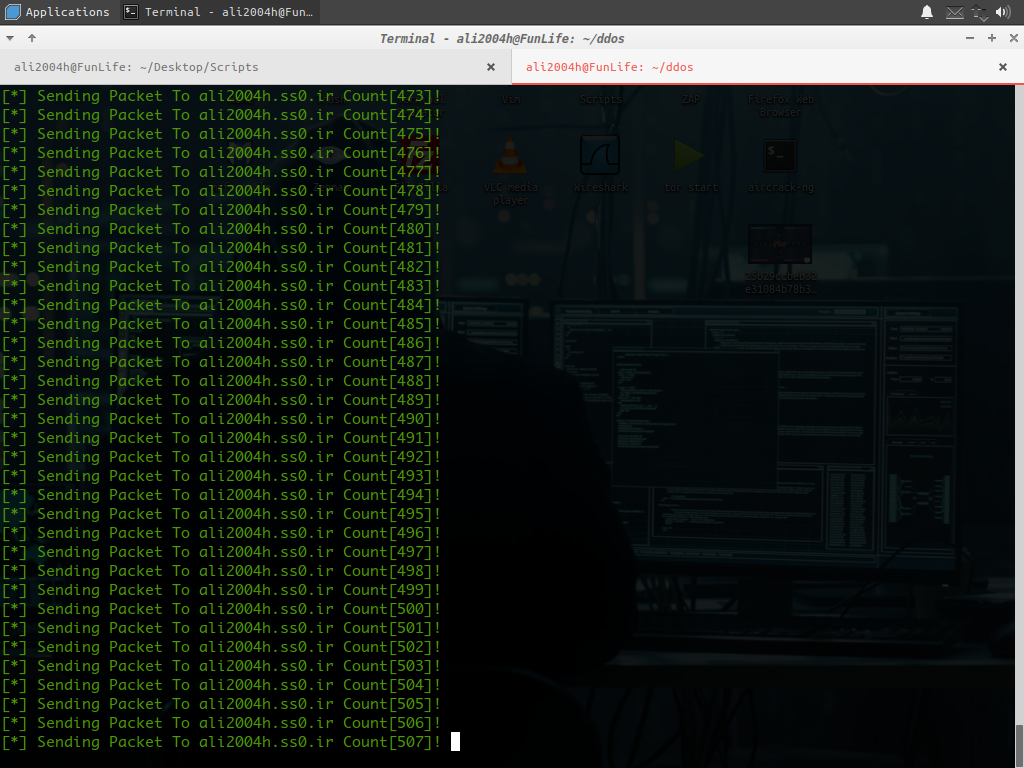 Applications
Terminal - ali2004h@Fun...
Terminal - ali2004h@FunLife: ~/ddos
ali2004h@FunLife: ~/Desktop/Scripts
ali2004h@FunLife: ~/ddos
[*] Sending Packet To ali2004h.ss0.ir Count[473]!
[*] Sending Packet To ali2004h.ss0.ir Count[474]!
[*] Sending Packet To ali2004h.ss0.ir Count[475]!
[*] Sending Packet To ali2004h.ss0.ir Count[476]!
[*] Sending Packet To ali2004h.ss0.ir Count[477]!
[*] Sending Packet To ali2004h.ss0.ir Count[478]!
[*] Sending Packet To ali2004h.ss0.ir Count[479]!
[*] Sending Packet To ali2004h.ss0.ir Count[480]!
[*] Sending Packet To ali2004h.ss0.ir Count[481]!
[*] Sending Packet To ali2004h.ss0.ir Count[482]!
[*] Sending Packet To ali2004h.ss0.ir Count[483]!
[*] Sending Packet To ali2004h.ss0.ir Count[484]!
[*] Sending Packet To ali2004h.ss0.ir Count[485]!
[*] Sending Packet To ali2004h.ss0.ir Count[486]!
[*] Sending Packet To ali2004h.ss0.ir Count[487]!
[*] Sending Packet To ali2004h.ss0.ir Count[488]!
[*] Sending Packet To ali2004h.ss0.ir Count[489]!
[*] Sending Packet To ali2004h.ss0.ir Count[490]!
[*] Sending Packet To ali2004h.ss0.ir Count[491]!
[*] Sending Packet To ali2004h.ss0.ir Count[492]!
[*] Sending Packet To ali2004h.ss0.ir Count[493]!
[*] Sending Packet To ali2004h.ss0.ir Count[494]!
[*] Sending Packet To ali2004h.ss0.ir Count[495]!
[*] Sending Packet To ali2004h.ss0.ir Count[496]!
[*] Sending Packet To ali2004h.ss0.ir Count[497]!
[*] Sending Packet To ali2004h.ss0.ir Count[498]!
[*] Sending Packet To ali2004h.ss0.ir Count[499]!
[*] Sending Packet To ali2004h.ss0.ir Count[500]!
[*] Sending Packet To ali2004h.ss0.ir Count[501]!
[*] Sending Packet To ali2004h.ss0.ir Count[502]!
[*] Sending Packet To ali2004h.ss0.ir Count[503]!
[*] Sending Packet To ali2004h.ss0.ir Count[504]!
[*] Sending Packet To ali2004h.ss0.ir Count[505]!
[*] Sending Packet To ali2004h.ss0.ir Count[506]!
[*] Sending Packet To ali2004h.ss0.ir Count[507]!
Vim
Scripts
ZAP
Firefox Web
Browser
VLC media
player
Wireshark
tor start
aircrack-ng
e31084b78b3...